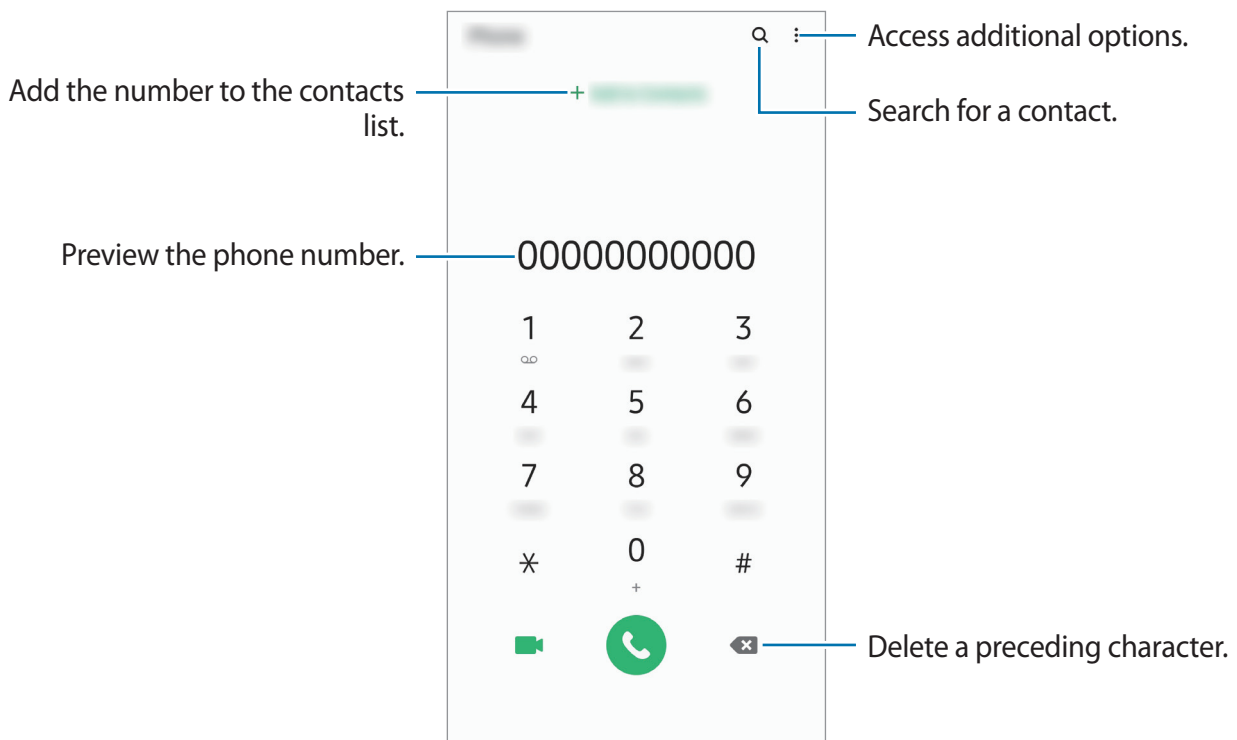 Access additional options.
Add the number to the contacts
list.
+
Search for a contact.
Preview the phone number.
00000000000
1 2 3
4 5 6
7 8 9
* 0 #
+
Delete a preceding character.